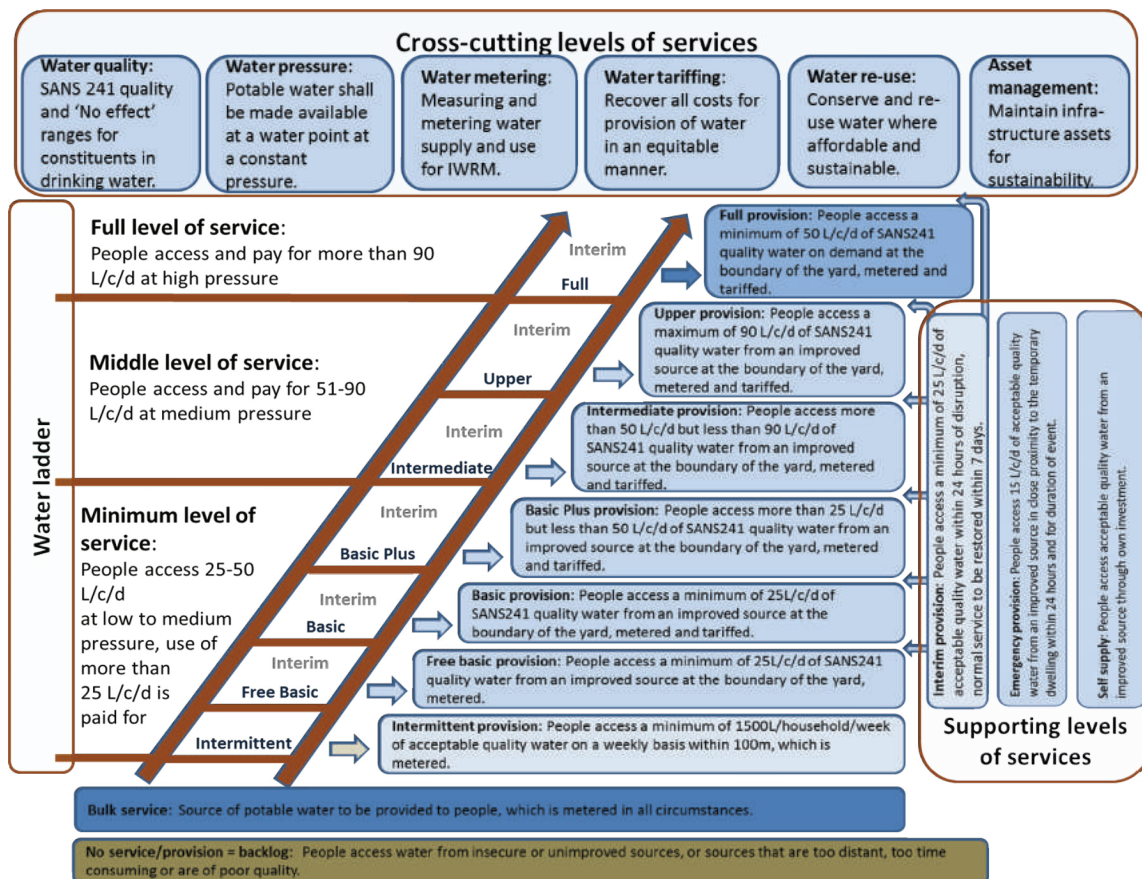 Cross-cutting levels of services
Water quality:
SANS 241 quality
and ‘No effect’
ranges for
constituents in
drinking water.
Water pressure:
Potable water shall
be made available
at a water point at
a constant
pressure.
Water metering:
Measuring and
metering water
supply and use
for IWRM.
Water tariffing:
Recover all costs for
provision of water
in an equitable
manner.
Water re-use:
Conserve and re-
use water where
affordable and
sustainable.
Asset
management:
Maintain infra-
structure assets
for
sustainability.
Water ladder
Full level of service:
People access and pay for more than 90
L/c/d at high pressure
Middle level of service:
People access and pay for 51-90
L/c/d at medium pressure
Minimum level of
service:
People access 25-50
L/c/d
at low to medium
pressure, use of
more than
25 L/c/d is
paid for
Interim
Full
Interim
Upper
Interim
Intermediate
Interim
Basic Plus
Interim
Basic
Interim
Free Basic
Intermittent
Full provision: People access a
minimum of 50 L/c/d of SANS241
quality water on demand at the
boundary of the yard, metered and
tariffed.
Upper provision: People access a
maximum of 90 L/c/d of SANS241
quality water from an improved
source at the boundary of the yard,
metered and tariffed.
Intermediate provision: People access more
than 50 L/c/d but less than 90 L/c/d of
SANS241 quality water from an improved
source at the boundary of the yard, metered
and tariffed.
Basic Plus provision: People access more than 25 L/c/d
but less than 50 L/c/d of SANS241 quality water from an
improved source at the boundary of the yard, metered
and tariffed.
Basic provision: People access a minimum of 25L/c/d of
SANS241 quality water from an improved source at the
boundary of the yard, metered and tariffed.
Free basic provision: People access a minimum of 25L/c/d of SANS241
quality water from an improved source at the boundary of the yard,
metered.
Intermittent provision: People access a minimum of 1500L/household/week
of acceptable quality water on a weekly basis within 100m, which is
metered.
Interim provision: People access a minimum of 25 L/c/d of
acceptable quality water within 24 hours of disruption,
normal service to be restored within 7 days.
Emergency provision: People access 15 L/c/d of acceptable quality
water from an improved source in close proximity to the temporary
dwelling within 24 hours and for duration of event.
Self supply: People access acceptable quality water from an
improved source through own investment.
Supporting levels
of services
Bulk service: Source of potable water to be provided to people, which is metered in all circumstances.
No service/provision = backlog: People access water from insecure or unimproved sources, or sources that are too distant, too time
consuming or are of poor quality.